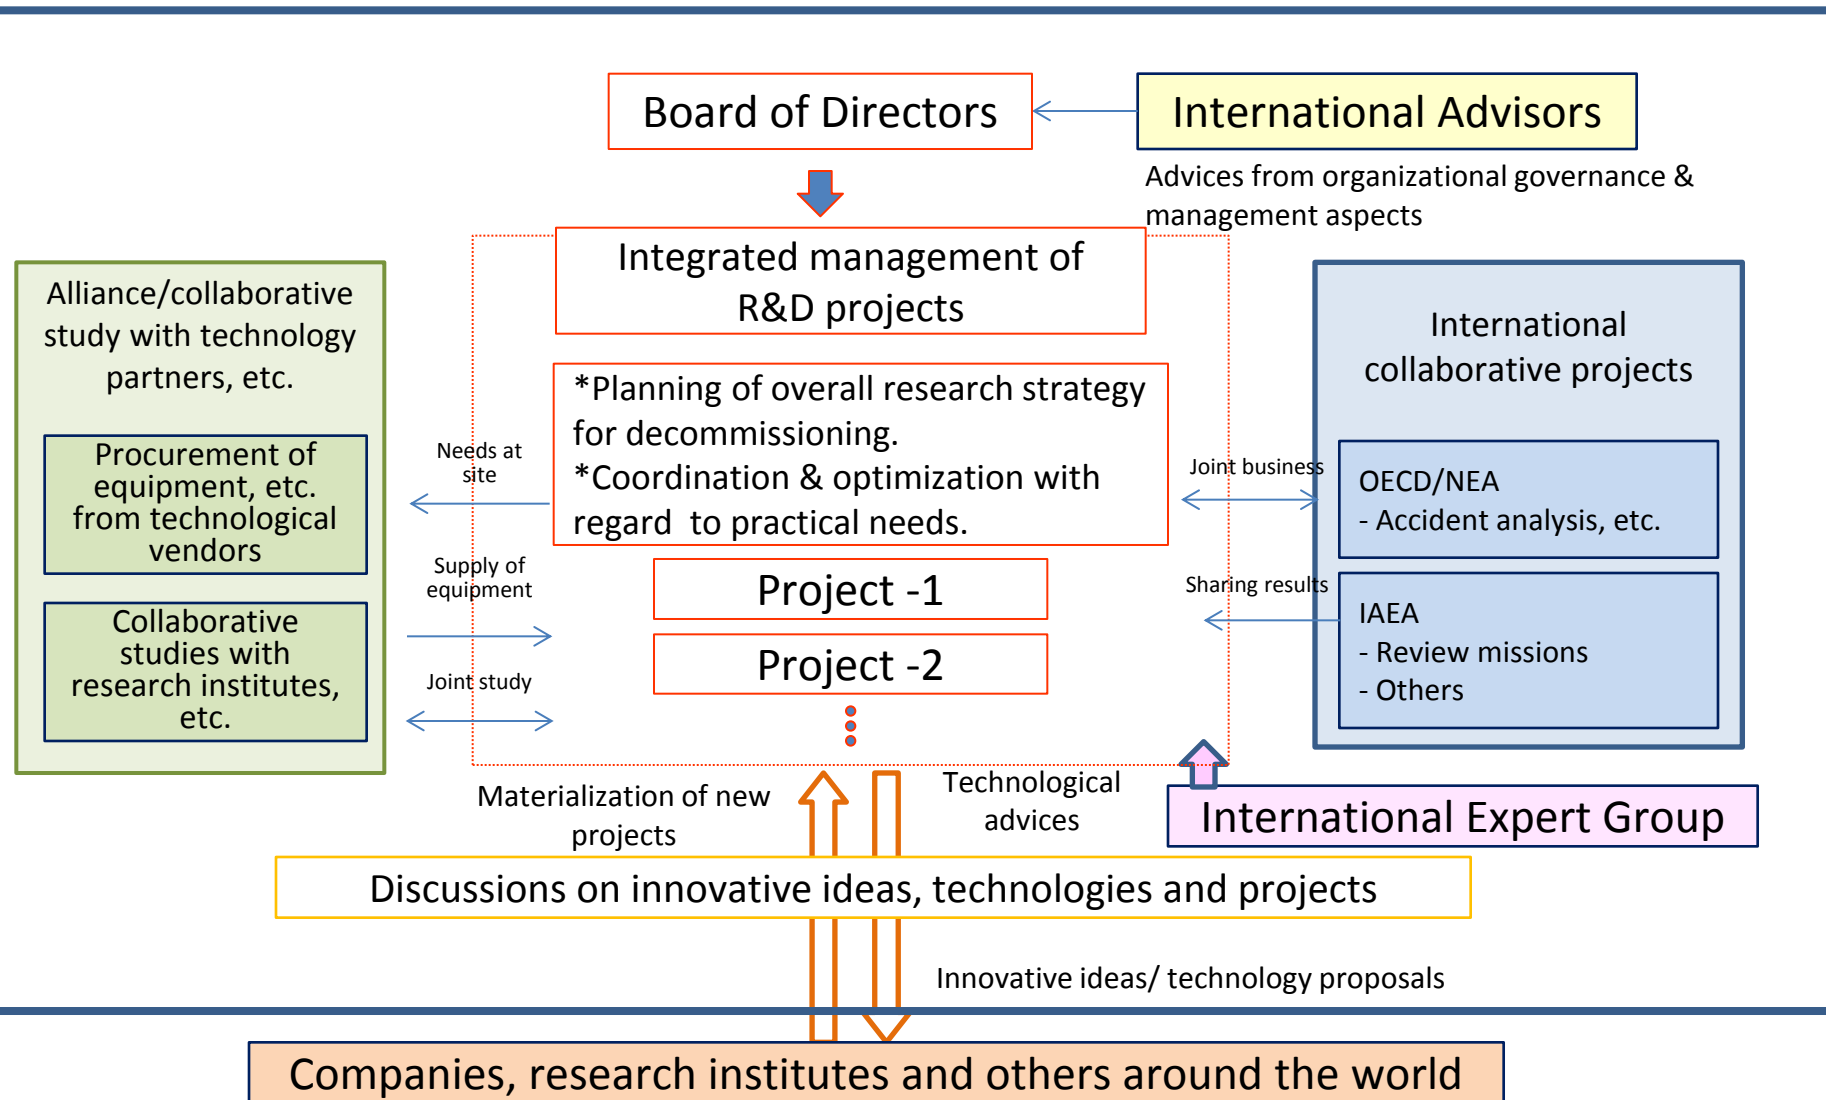 Board of Directors
International Advisors
Advices from organizational governance &
management aspects
Integrated management of
R&D projects
Alliance/collaborative
study with technology
partners, etc.
Procurement of
equipment, etc.
from technological
vendors
Collaborative
studies with
research institutes,
etc.
Needs at
site
Supply of
equipment
Joint study
*Planning of overall research strategy
for decommissioning.
*Coordination & optimization with
regard  to practical needs.
Project -1
Project -2
Joint business
Sharing results
International
collaborative projects
OECD/NEA
- Accident analysis, etc.
IAEA
- Review missions
- Others
Materialization of new
projects
Technological
advices
International Expert Group
Discussions on innovative ideas, technologies and projects
Innovative ideas/ technology proposals
Companies, research institutes and others around the world